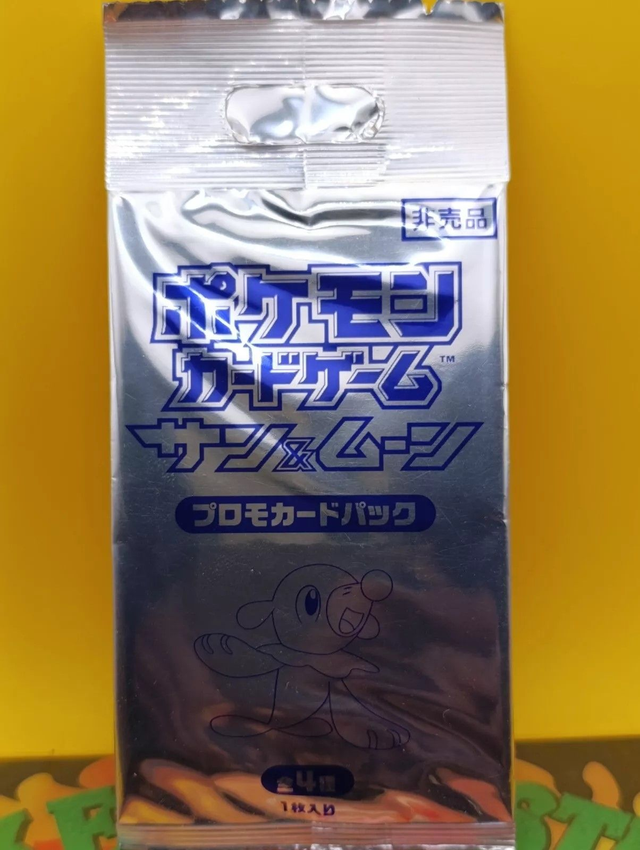 非売品
ポケモン
カードゲーム™
サン&ムーン
プロモカードパック
全4種
1枚入り